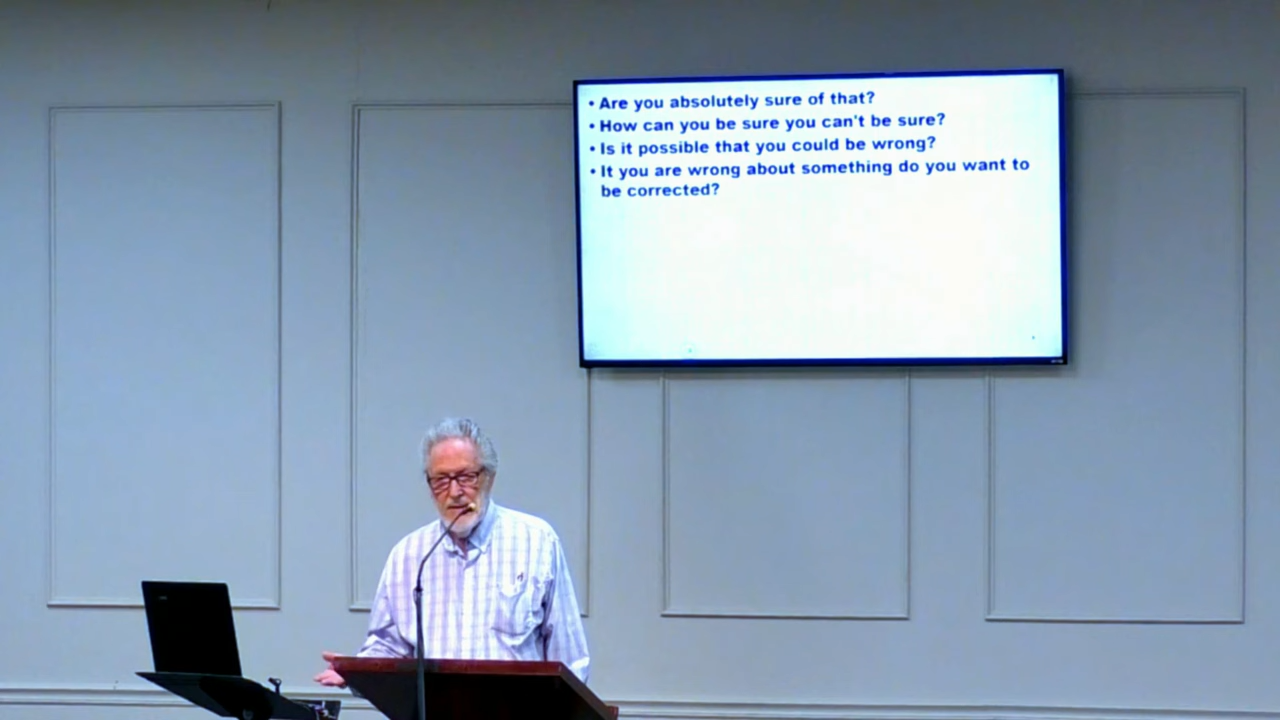 • Are you absolutely sure of that?
• How can you be sure you can't be sure?
• Is it possible that you could be wrong?
• It you are wrong about something do you want to
be corrected?